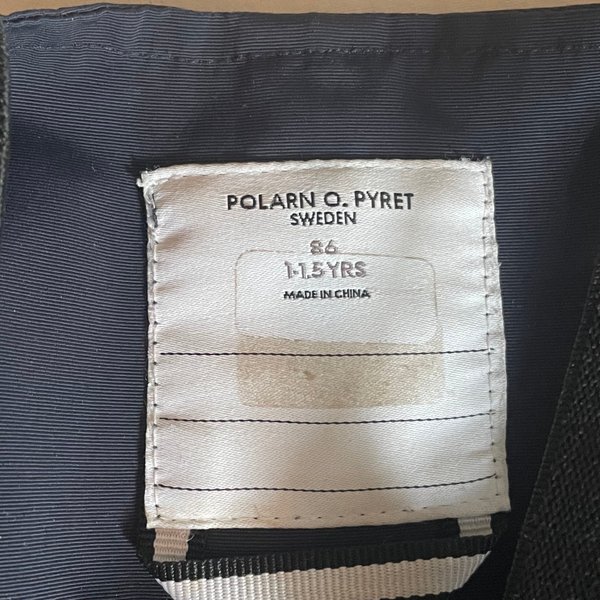 POLARN O. PYRET
SWEDEN
86
1-1,5 YRS
MADE IN CHINA